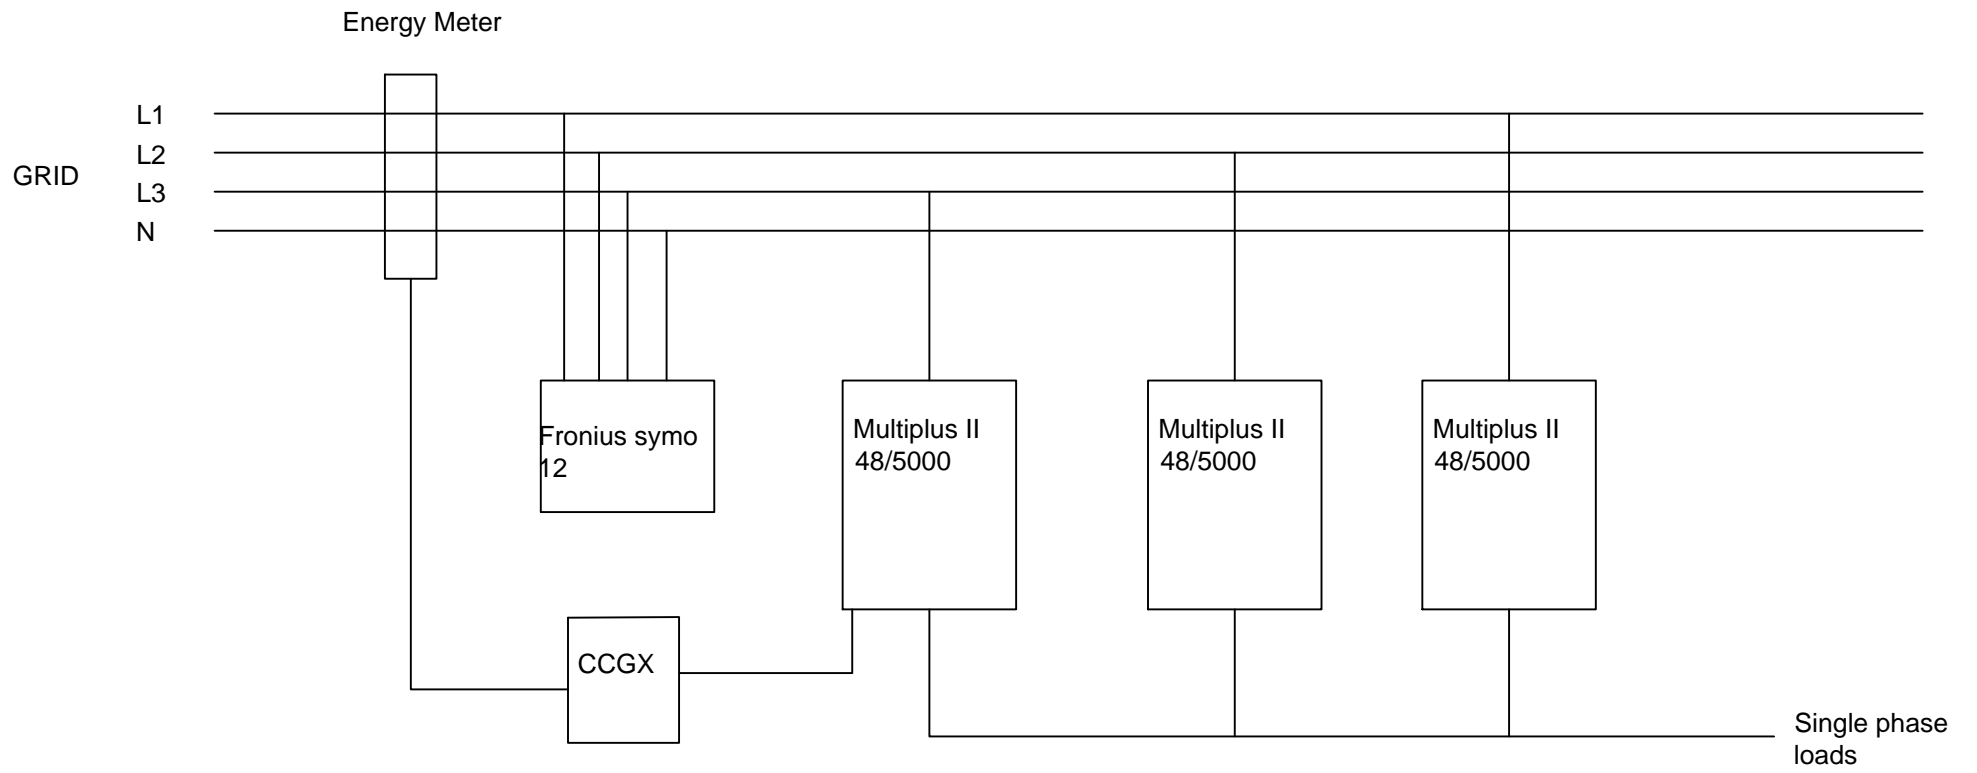 Energy Meter
L1
L2
GRID
L3
N
Fronius symo
12
Multiplus II
48/5000
Multiplus II
48/5000
Multiplus II
48/5000
CCGX
Single phase
loads